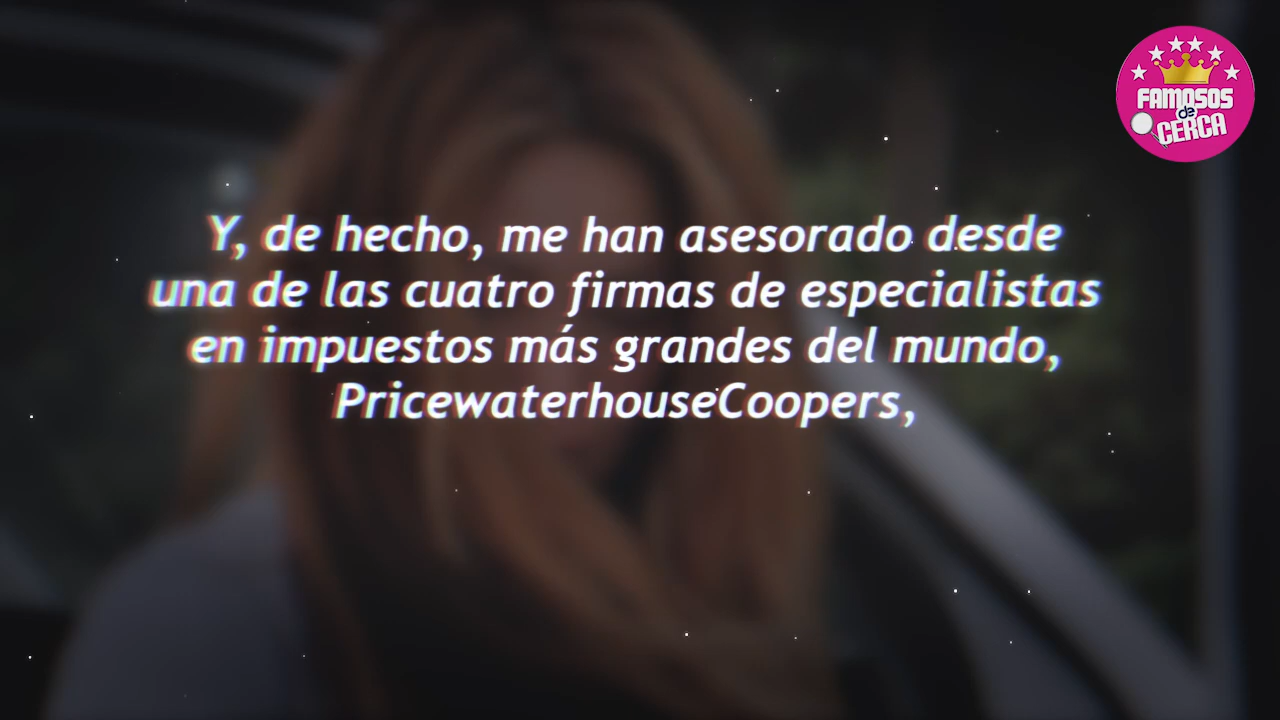 FAMOSOS
de
CERCA
Y, de hecho, me han asesorado desde
una de las cuatro firmas de especialistas
en impuestos más grandes del mundo,
PricewaterhouseCoopers,